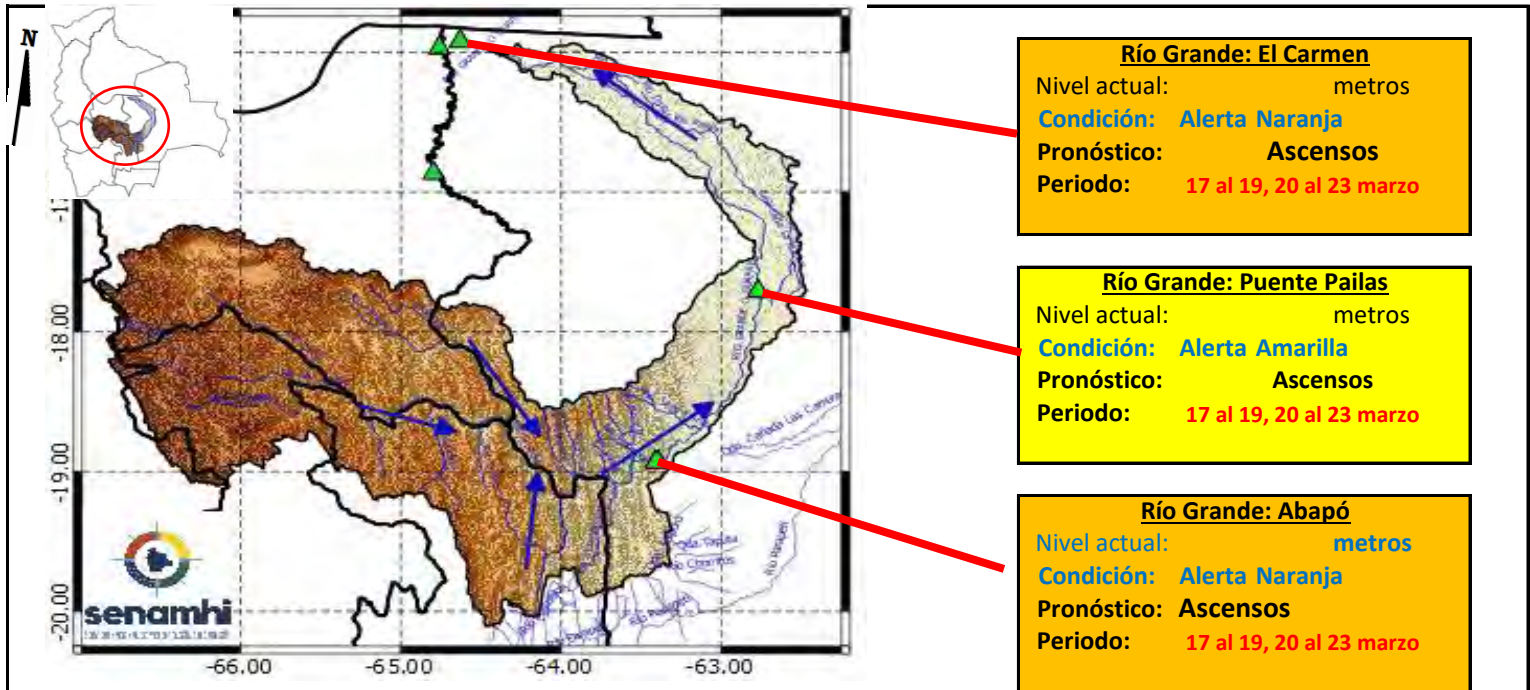 N
-17
-18.00
-19.00
-20.00
-66.00
-65.00
-64.00
-63.00
senamhi
Río Grande: El Carmen
Nivel actual: metros
Condición: Alerta Naranja
Pronóstico: Ascensos
Periodo: 17 al 19, 20 al 23 marzo
Río Grande: Puente Pailas
Nivel actual: metros
Condición: Alerta Amarilla
Pronóstico: Ascensos
Periodo: 17 al 19, 20 al 23 marzo
Río Grande: Abapó
Nivel actual: metros
Condición: Alerta Naranja
Pronóstico: Ascensos
Periodo: 17 al 19, 20 al 23 marzo